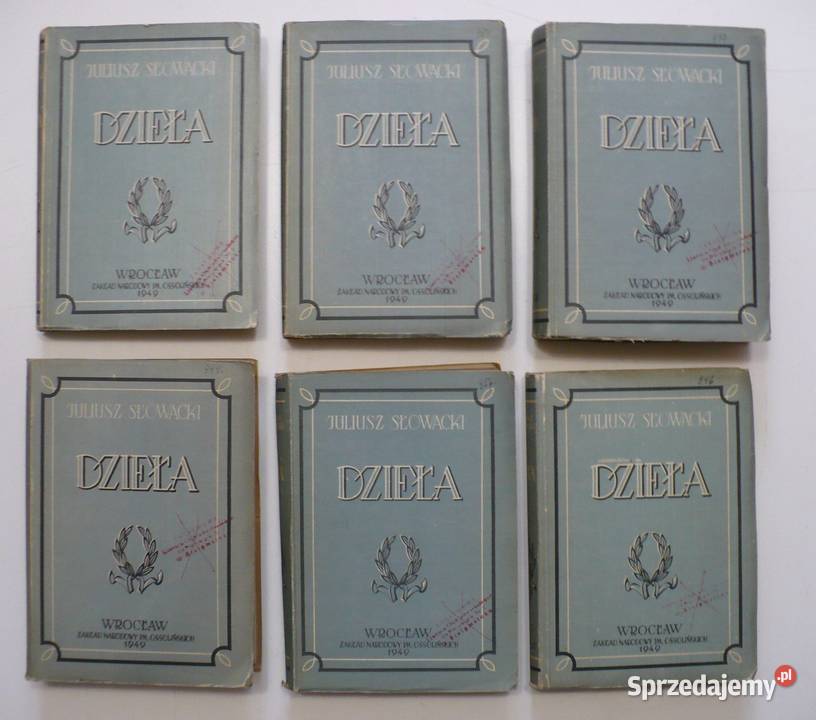 JULIUSZ SŁOWACKI
DZIEŁA
WROCŁAW
ZAKŁAD NARODOWY IM. OSSOLIŃSKICH
1949
JULIUSZ SŁOWACKI
DZIEŁA
WROCŁAW
ZAKŁAD NARODOWY IM. OSSOLIŃSKICH
1949
JULIUSZ SŁOWACKI
DZIEŁA
WROCŁAW
ZAKŁAD NARODOWY IM. OSSOLIŃSKICH
1949
JULIUSZ SŁOWACKI
DZIEŁA
WROCŁAW
ZAKŁAD NARODOWY IM. OSSOLIŃSKICH
1949
JULIUSZ SŁOWACKI
DZIEŁA
WROCŁAW
ZAKŁAD NARODOWY IM. OSSOLIŃSKICH
1949
846
JULIUSZ SŁOWACKI
DZIEŁA
WROCŁAW
ZAKŁAD NARODOWY IM. OSSOLIŃSKICH
1949
Sprzedajemy.pl